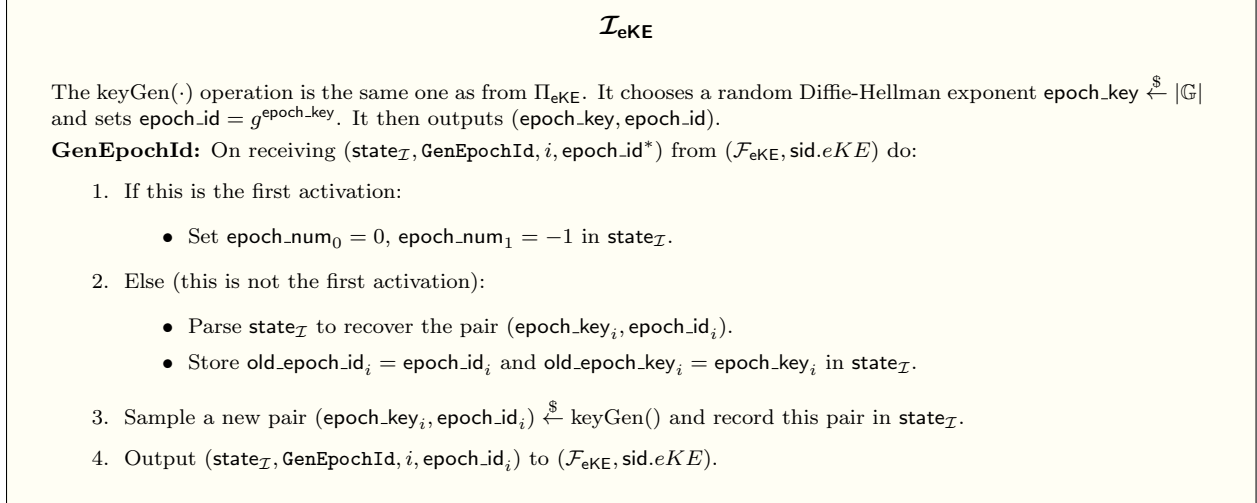 𝓘_eKE
The keyGen(·) operation is the same one as from Π_eKE. It chooses a random Diffie-Hellman exponent epoch_key ←$ |𝔾|
and sets epoch_id = g^epoch_key. It then outputs (epoch_key, epoch_id).
GenEpochId: On receiving (state_𝓘, GenEpochId, i, epoch_id*) from (𝓕_eKE, sid.eKE) do:
1. If this is the first activation:
• Set epoch_num₀ = 0, epoch_num₁ = −1 in state_𝓘.
2. Else (this is not the first activation):
• Parse state_𝓘 to recover the pair (epoch_key_i, epoch_id_i).
• Store old_epoch_id_i = epoch_id_i and old_epoch_key_i = epoch_key_i in state_𝓘.
3. Sample a new pair (epoch_key_i, epoch_id_i) ←$ keyGen() and record this pair in state_𝓘.
4. Output (state_𝓘, GenEpochId, i, epoch_id_i) to (𝓕_eKE, sid.eKE).